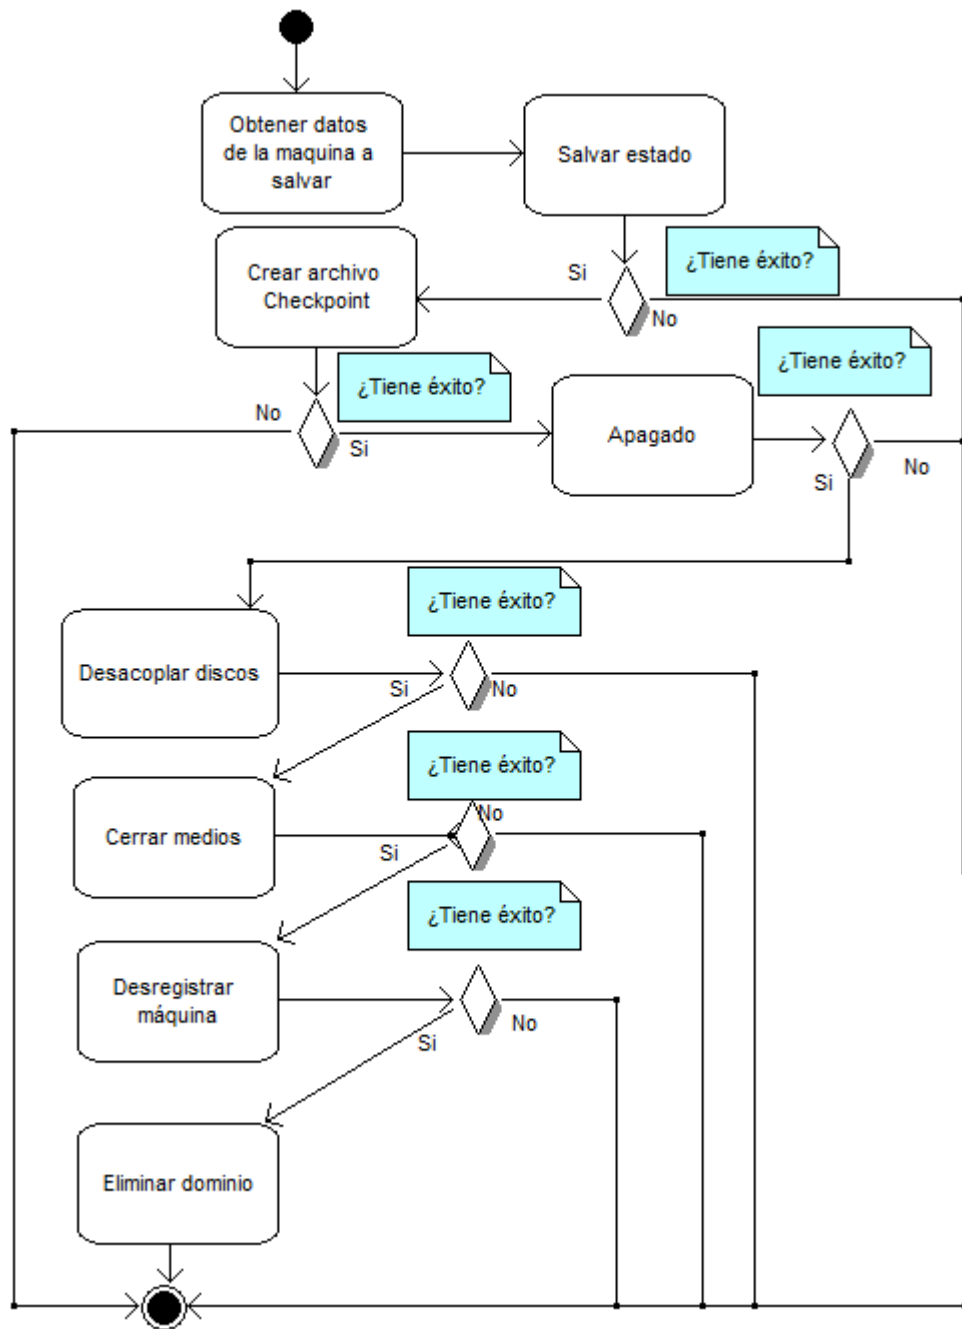 Obtener datos
de la maquina a
salvar
Salvar estado
¿Tiene éxito?
Si
No
Crear archivo
Checkpoint
¿Tiene éxito?
¿Tiene éxito?
No
Si
Apagado
Si
No
¿Tiene éxito?
Desacoplar discos
Si
No
¿Tiene éxito?
No
Cerrar medios
Si
¿Tiene éxito?
Desregistrar
máquina
Si
No
Eliminar dominio